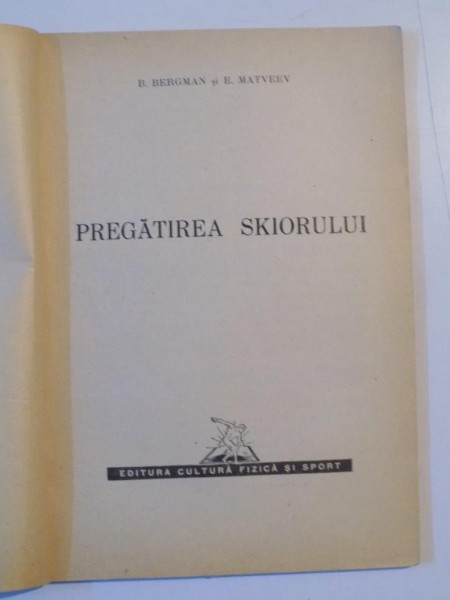 B. BERGMAN și E. MATVEEV
PREGĂTIREA SKIORULUI
EDITURA CULTURĂ FIZICĂ ȘI SPORT